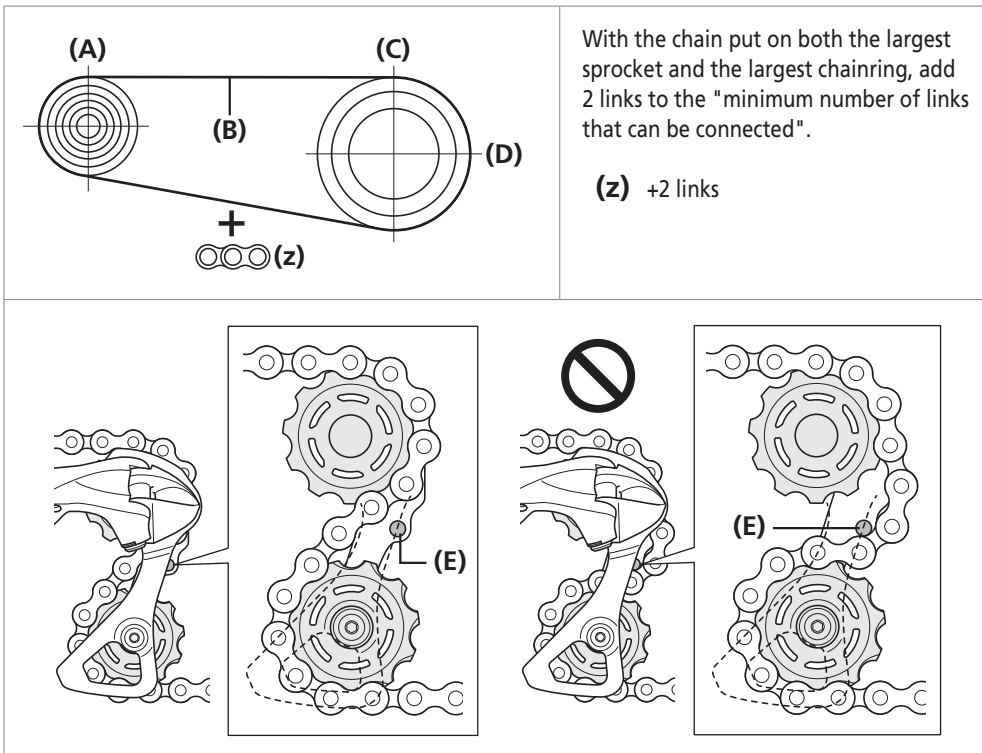 (A)
(C)
(B)
(D)
(z)
With the chain put on both the largest
sprocket and the largest chainring, add
2 links to the "minimum number of links
that can be connected".
(z) +2 links
(E)
(E)